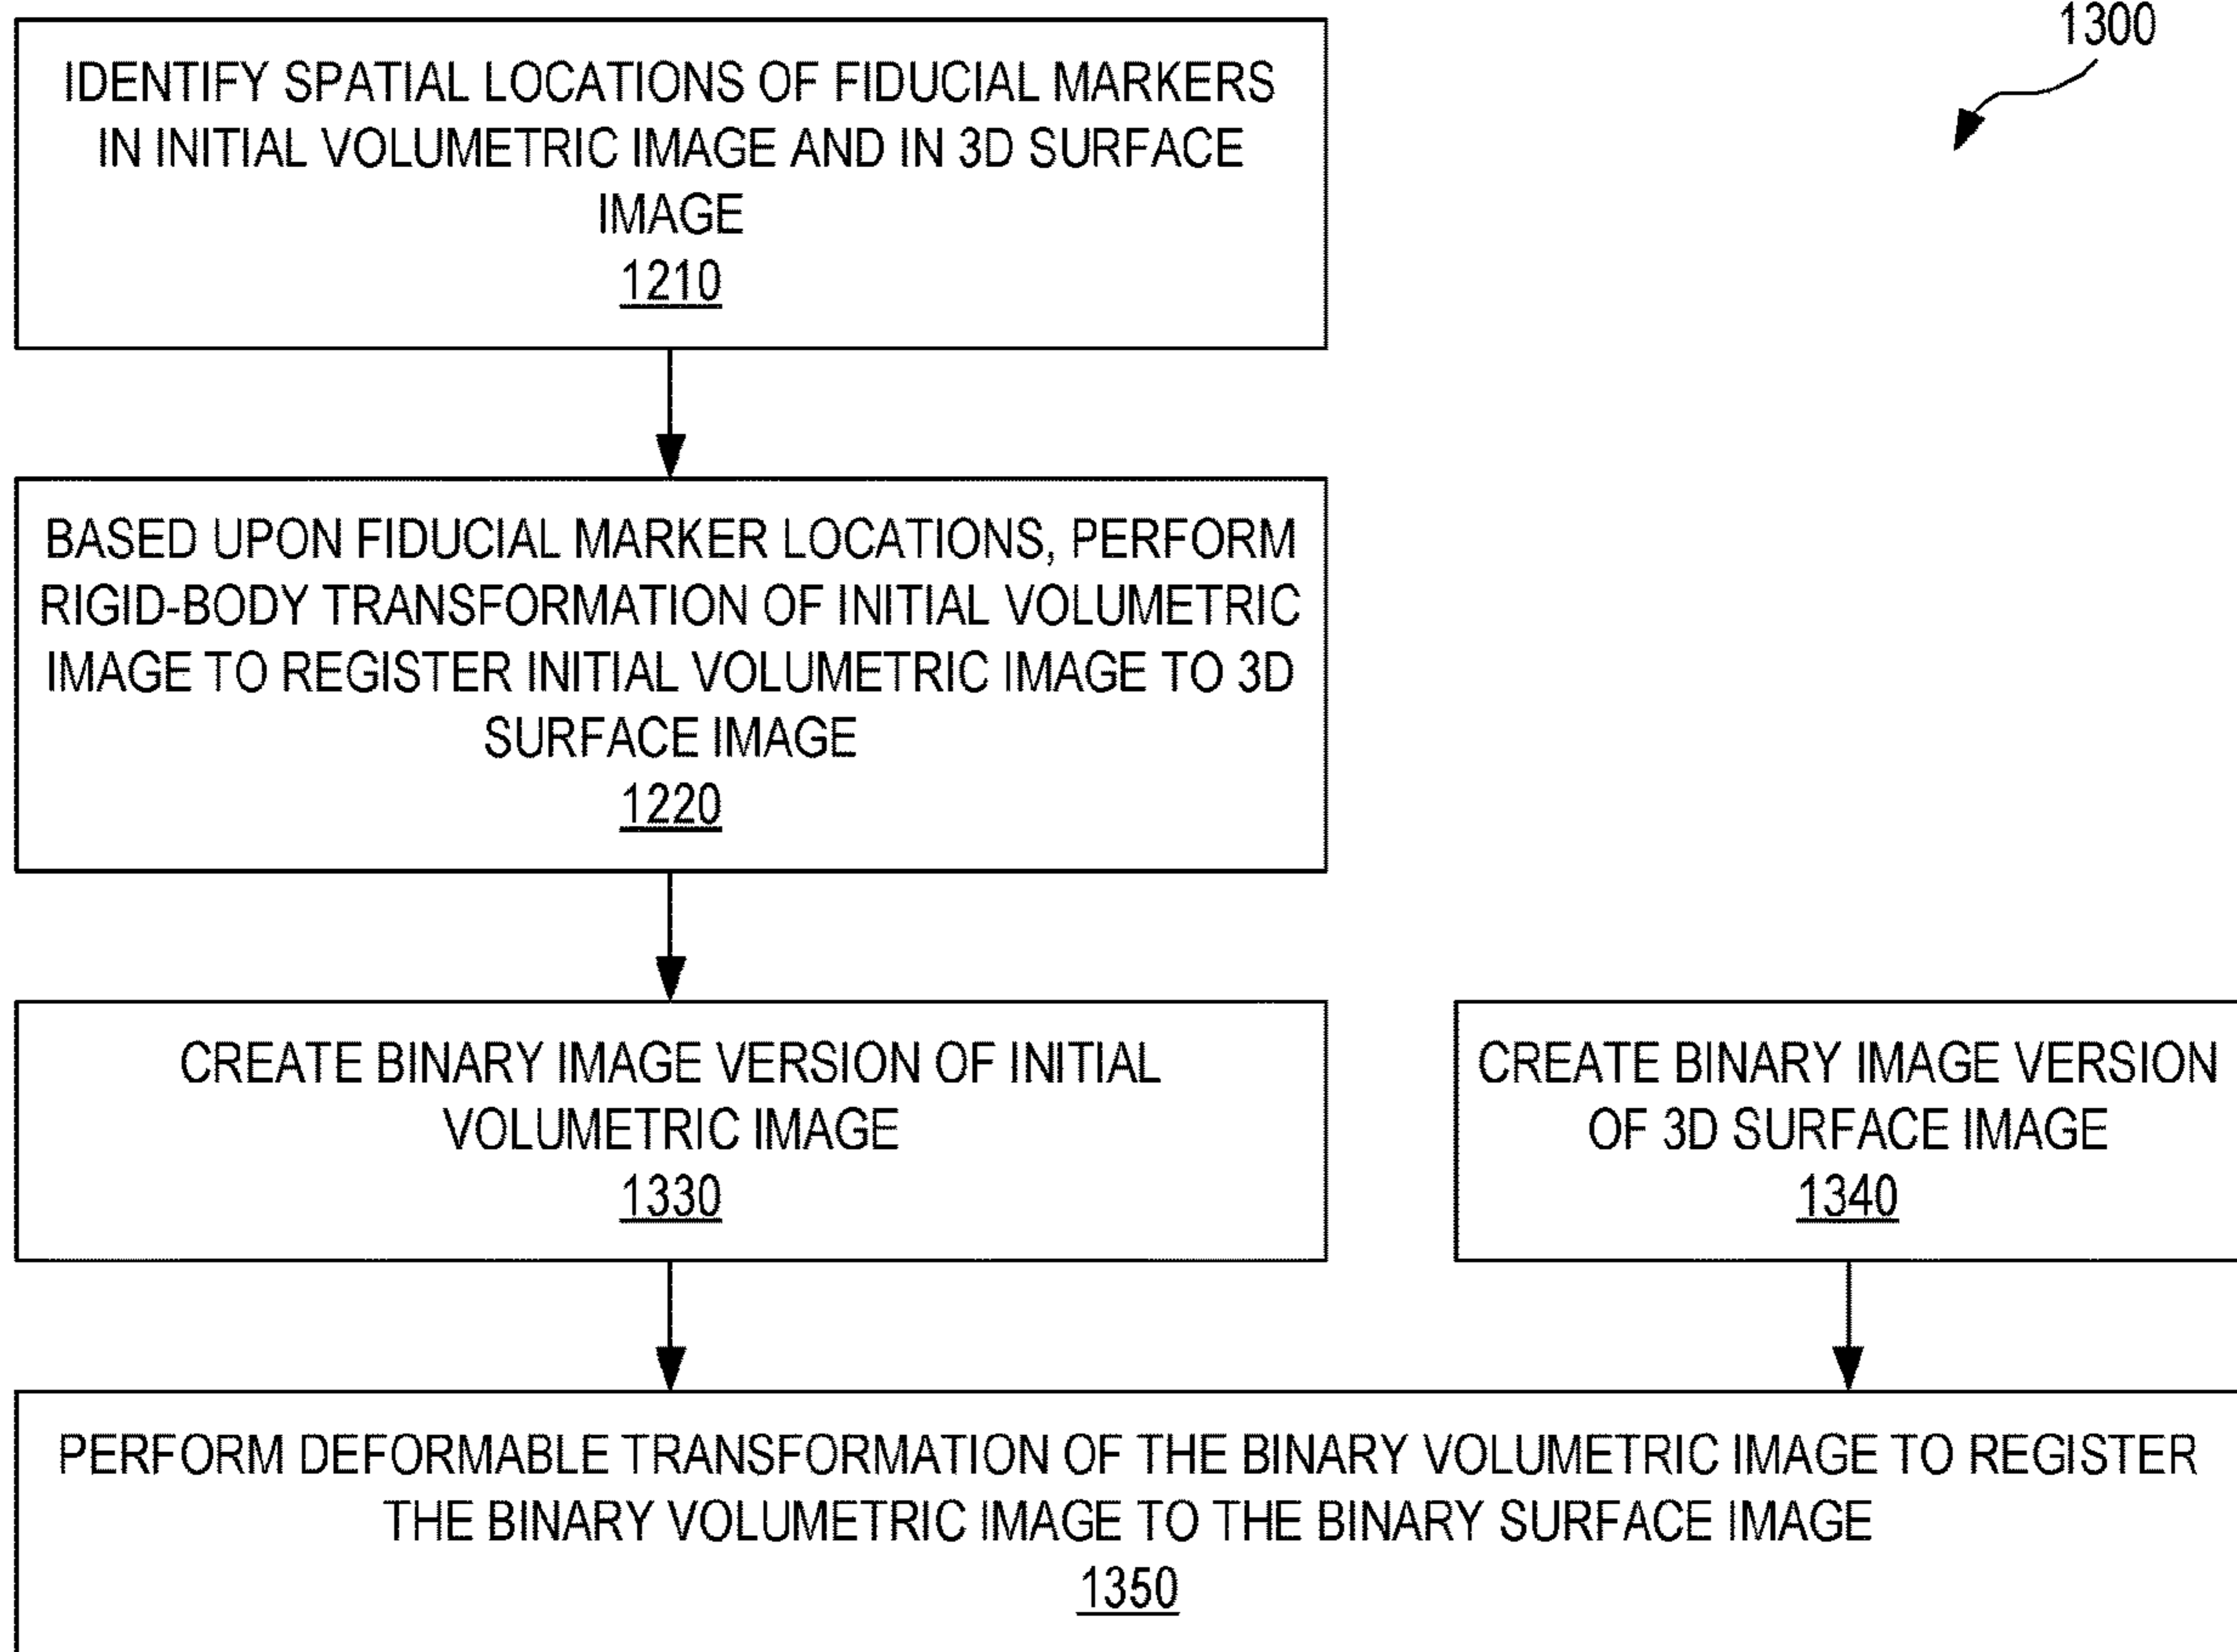 1300
IDENTIFY SPATIAL LOCATIONS OF FIDUCIAL MARKERS
IN INITIAL VOLUMETRIC IMAGE AND IN 3D SURFACE
IMAGE
1210
BASED UPON FIDUCIAL MARKER LOCATIONS, PERFORM
RIGID-BODY TRANSFORMATION OF INITIAL VOLUMETRIC
IMAGE TO REGISTER INITIAL VOLUMETRIC IMAGE TO 3D
SURFACE IMAGE
1220
CREATE BINARY IMAGE VERSION OF INITIAL
VOLUMETRIC IMAGE
1330
CREATE BINARY IMAGE VERSION
OF 3D SURFACE IMAGE
1340
PERFORM DEFORMABLE TRANSFORMATION OF THE BINARY VOLUMETRIC IMAGE TO REGISTER
THE BINARY VOLUMETRIC IMAGE TO THE BINARY SURFACE IMAGE
1350